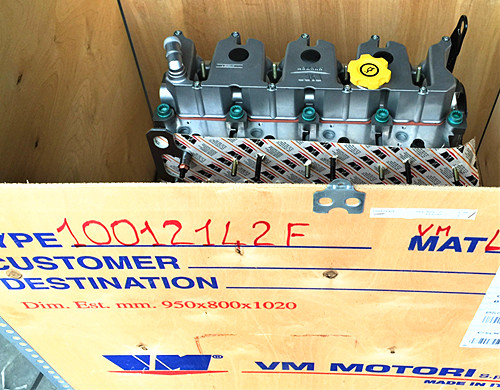 YPE 10012142F VM MAT
CUSTOMER
DESTINATION
Dim. Est. mm. 950x800x1020
VM ® VM MOTORI S.p
MADE IN